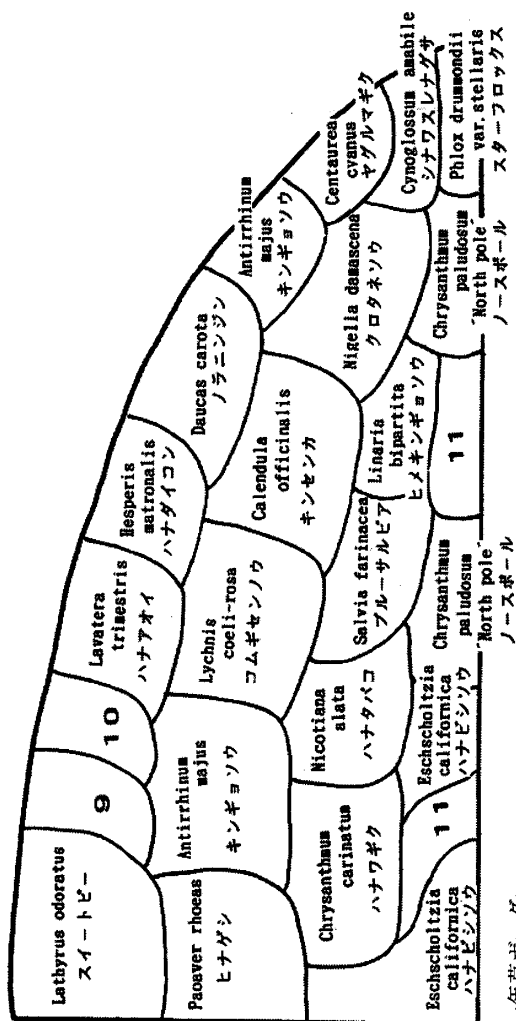 Lathyrus odoratus
スイートピー
9
10
Lavatera
trimestris
ハナアオイ
Hesperis
matronalis
ハナダイコン
Daucas carota
ノラニンジン
Antirrhinum
majus
キンギョソウ
Centaurea
cyanus
ヤグルマギク
Paoaver rhoeas
ヒナゲシ
Antirrhinum
majus
キンギョソウ
Lychnis
coeli-rosa
コムギセンノウ
Calendula
officinalis
キンセンカ
Nigella damascena
クロタネソウ
Cynoglossum amabile
シナワスレナグサ
Chrysanthmum
carinatum
ハナワギク
Nicotiana
alata
ハナタバコ
Salvia farinacea
ブルーサルビア
Linaria
bipartita
ヒメキンギョソウ
Eschscholtzia
californica
ハナビシソウ
11
Eschscholtzia
californica
ハナビシソウ
Chrysanthmum
paludosum
"North pole"
ノースポール
11
Chrysanthmum
paludosum
"North pole"
ノースポール
Phlox drummondii
var. stellaris
スターフロックス